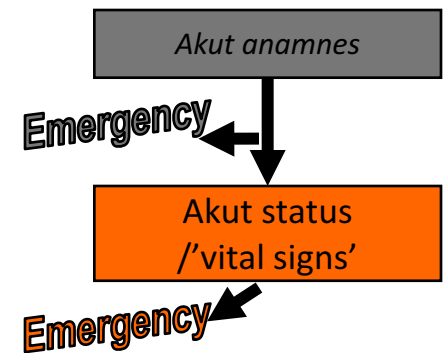 Akut anamnes
Emergency
Akut status
/’vital signs’
Emergency